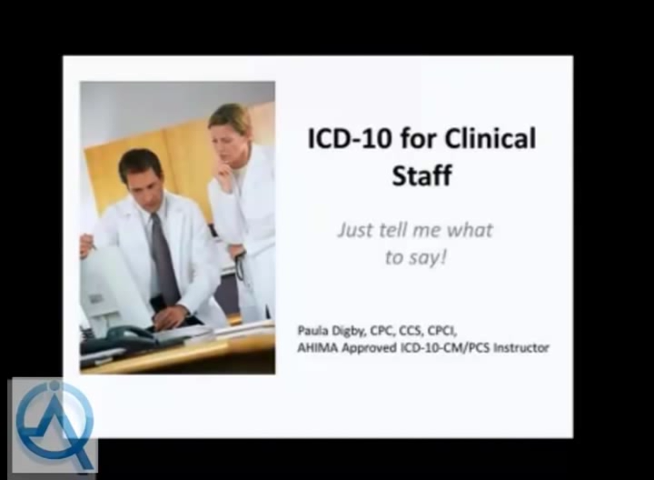 ICD-10 for Clinical
Staff
Just tell me what
to say!
Paula Digby, CPC, CCS, CPCI,
AHIMA Approved ICD-10-CM/PCS Instructor